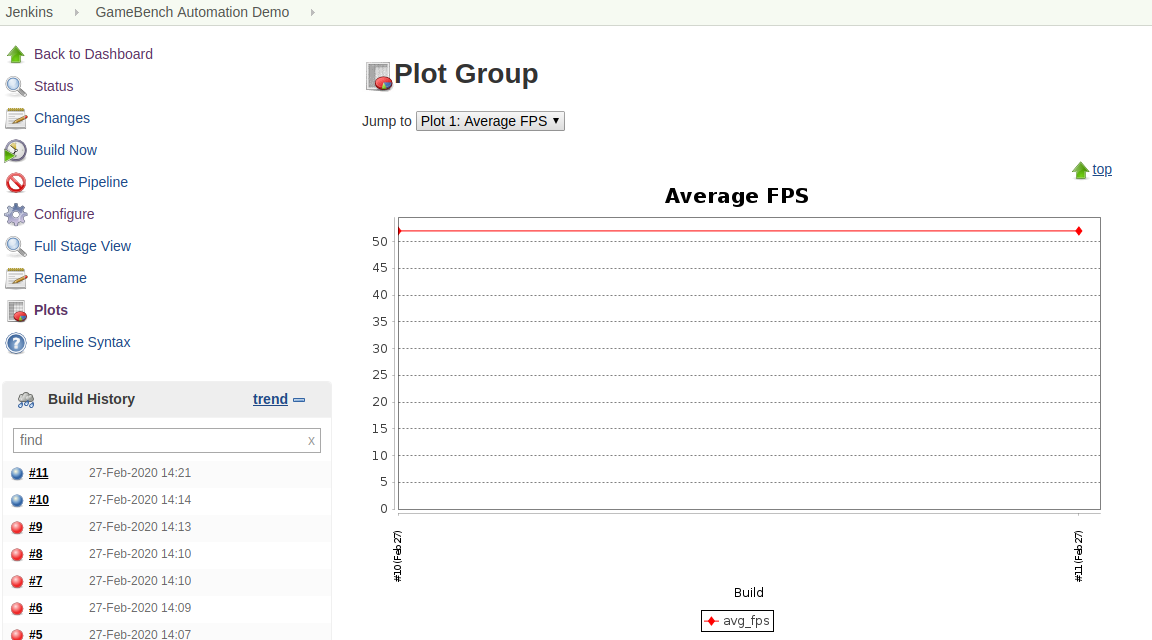 Jenkins GameBench Automation Demo
Back to Dashboard
Status
Changes
Build Now
Delete Pipeline
Configure
Full Stage View
Rename
Plots
Pipeline Syntax
Build History trend
find x
#11 27-Feb-2020 14:21
#10 27-Feb-2020 14:14
#9 27-Feb-2020 14:13
#8 27-Feb-2020 14:10
#7 27-Feb-2020 14:10
#6 27-Feb-2020 14:09
#5 27-Feb-2020 14:07
Plot Group
Jump to Plot 1: Average FPS
top
Average FPS
50
45
40
35
30
25
20
15
10
5
0
#10 (Feb 27) #11 (Feb 27)
Build
avg_fps